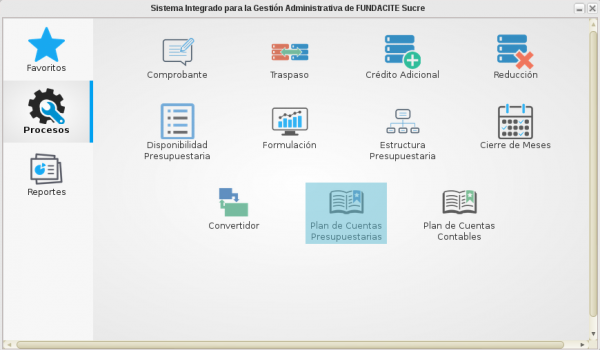 Sistema Integrado para la Gestión Administrativa de FUNDACITE Sucre
Favoritos
Procesos
Reportes
Comprobante
Traspaso
Crédito Adicional
Reducción
Disponibilidad
Presupuestaria
Formulación
Estructura
Presupuestaria
Cierre de Meses
Convertidor
Plan de Cuentas
Presupuestarias
Plan de Cuentas
Contables